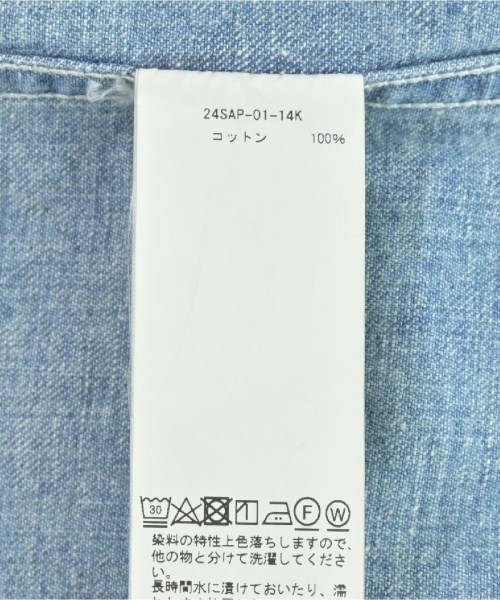 24SAP-01-14K
コットン 100%
30 F W
染料の特性上色落ちしますので、
他の物と分けて洗濯してくださ
い。
長時間水に漬けておいたり、濡